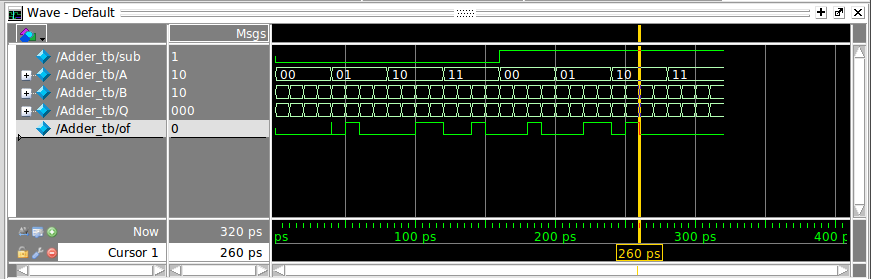 Wave - Default
Msgs
/Adder_tb/sub 1
/Adder_tb/A 10 00 01 10 11 00 01 10 11
/Adder_tb/B 10
/Adder_tb/Q 000
/Adder_tb/of 0
Now 320 ps ps 100 ps 200 ps 300 ps 400 p
Cursor 1 260 ps 260 ps